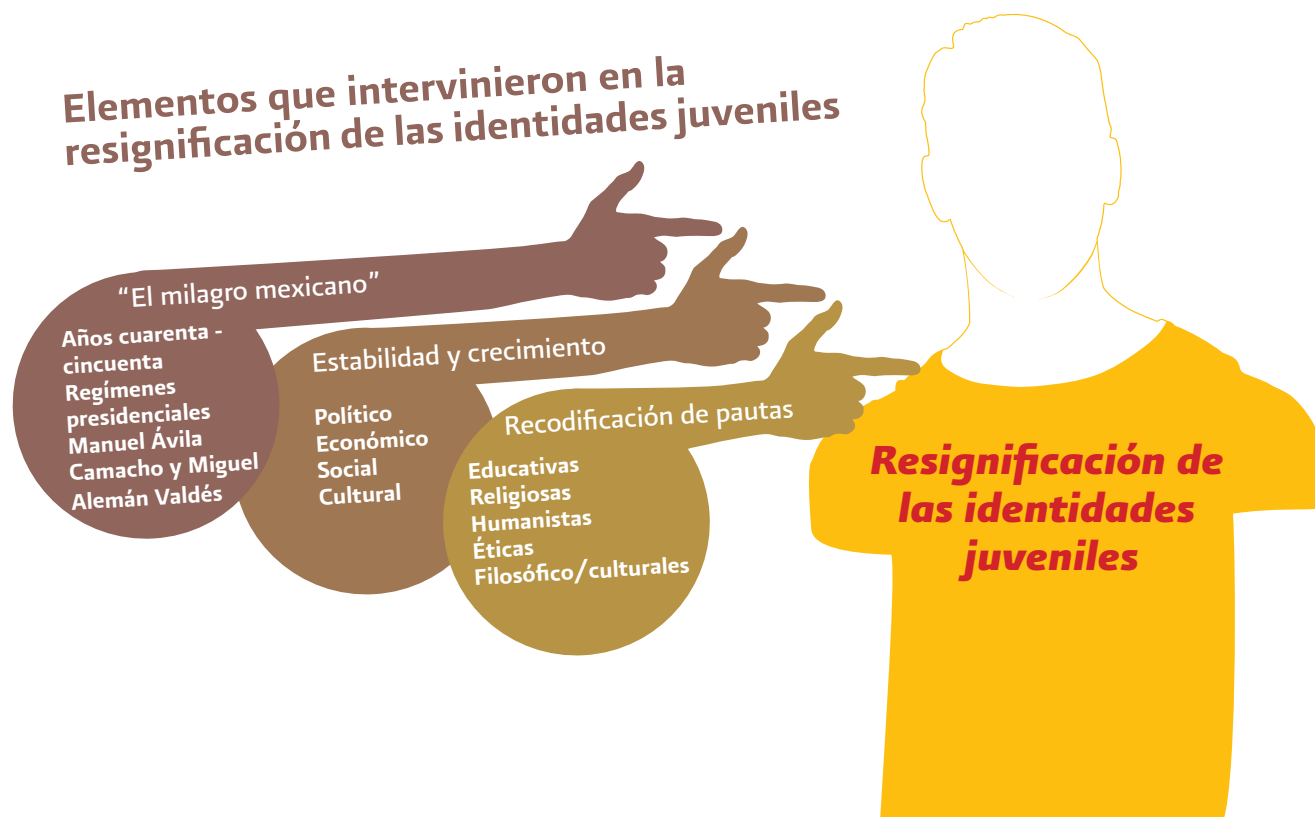 Elementos que intervinieron en la
resignificación de las identidades juveniles
“El milagro mexicano”
Años cuarenta -
cincuenta
Regímenes
presidenciales
Manuel Ávila
Camacho y Miguel
Alemán Valdés
Estabilidad y crecimiento
Político
Económico
Social
Cultural
Recodificación de pautas
Educativas
Religiosas
Humanistas
Éticas
Filosófico/culturales
Resignificación de
las identidades
juveniles